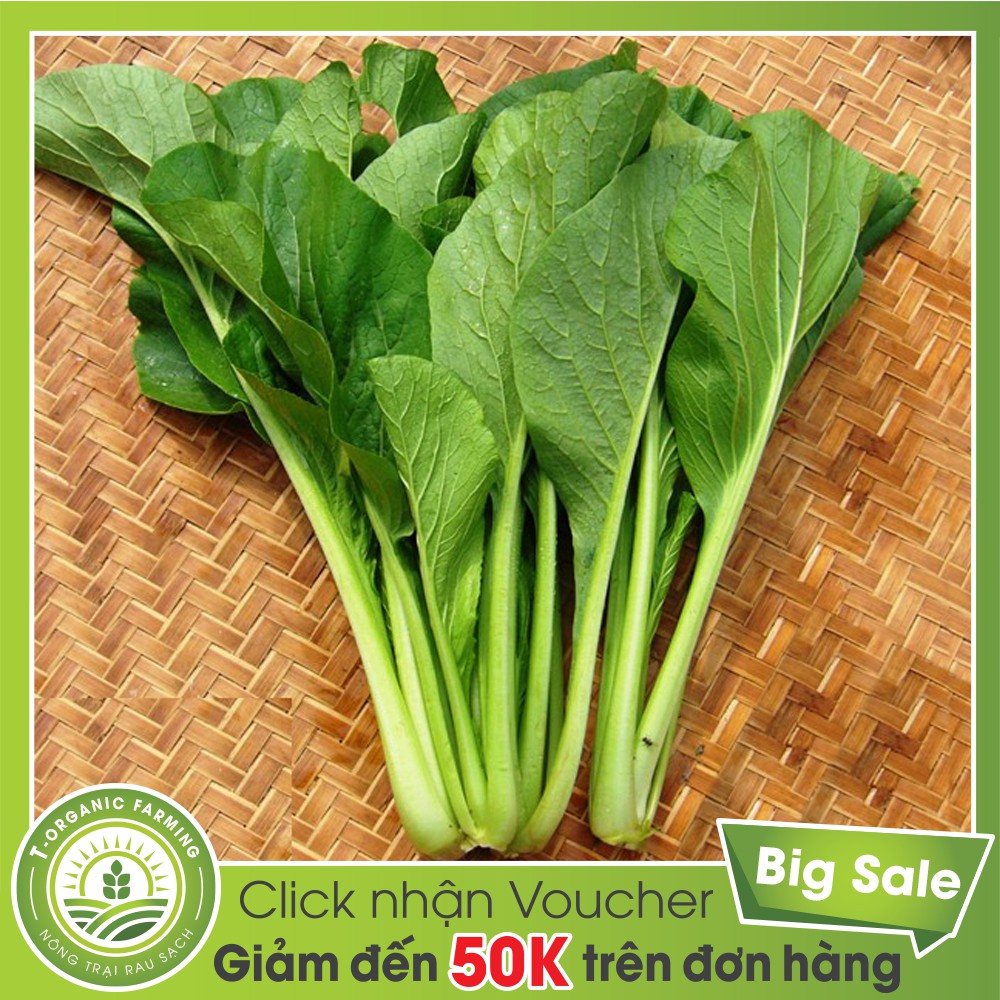 T-ORGANIC FARMING
NÔNG TRẠI RAU SẠCH
Click nhận Voucher
Big Sale
Giảm đến 50K trên đơn hàng